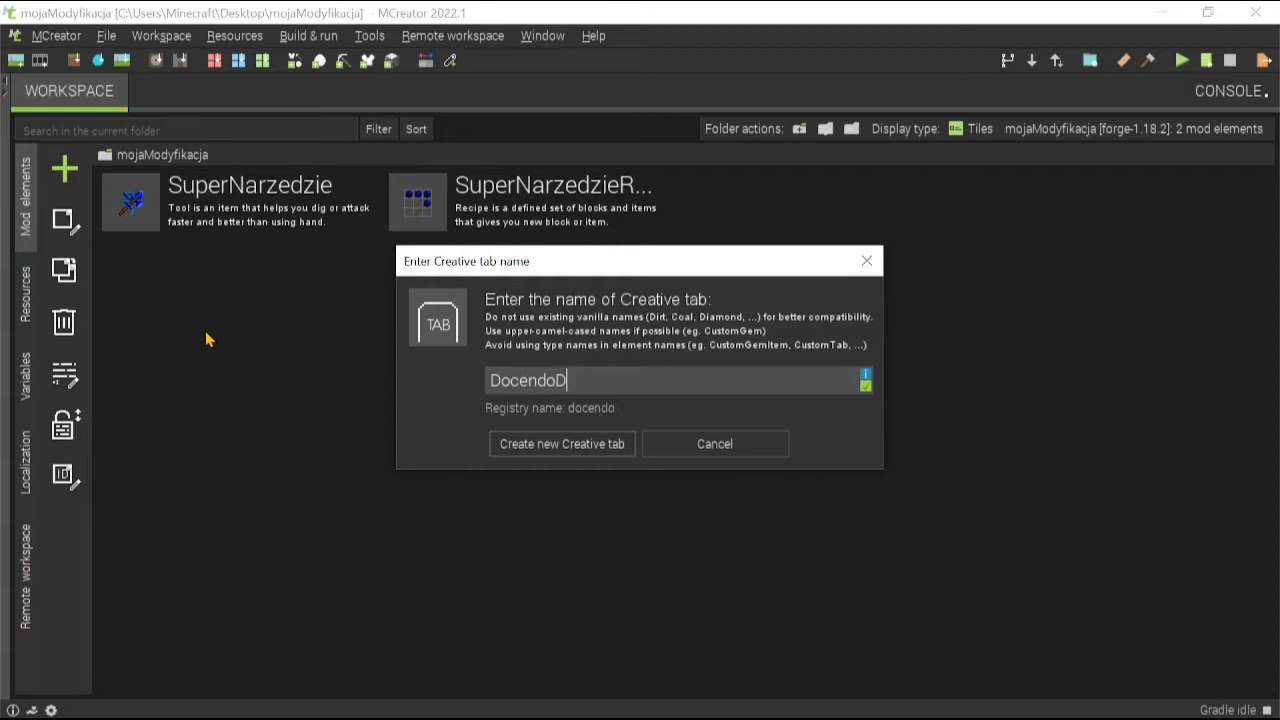 mojaModyfikacja [C:\Users\Minecraft\Desktop\mojaModyfikacja] - MCreator 2022.1
MCreator File Workspace Resources Build & run Tools Remote workspace Window Help
WORKSPACE
CONSOLE
Search in the current folder
Filter
Sort
Folder actions:
Display type:
Tiles
mojaModyfikacja [forge-1.18.2]: 2 mod elements
Mod elements
Resources
Variables
Localization
Remote workspace
mojaModyfikacja
SuperNarzedzie
Tool is an item that helps you dig or attack
faster and better than using hand.
SuperNarzedzieR...
Recipe is a defined set of blocks and items
that gives you new block or item.
Enter Creative tab name
TAB
Enter the name of Creative tab:
Do not use existing vanilla names (Dirt, Coal, Diamond, ...) for better compatibility.
Use upper-camel-cased names if possible (eg. CustomGem)
Avoid using type names in element names (eg. CustomGemItem, CustomTab, ...)
DocendoD
Registry name: docendo
Create new Creative tab
Cancel
ID
Gradle idle